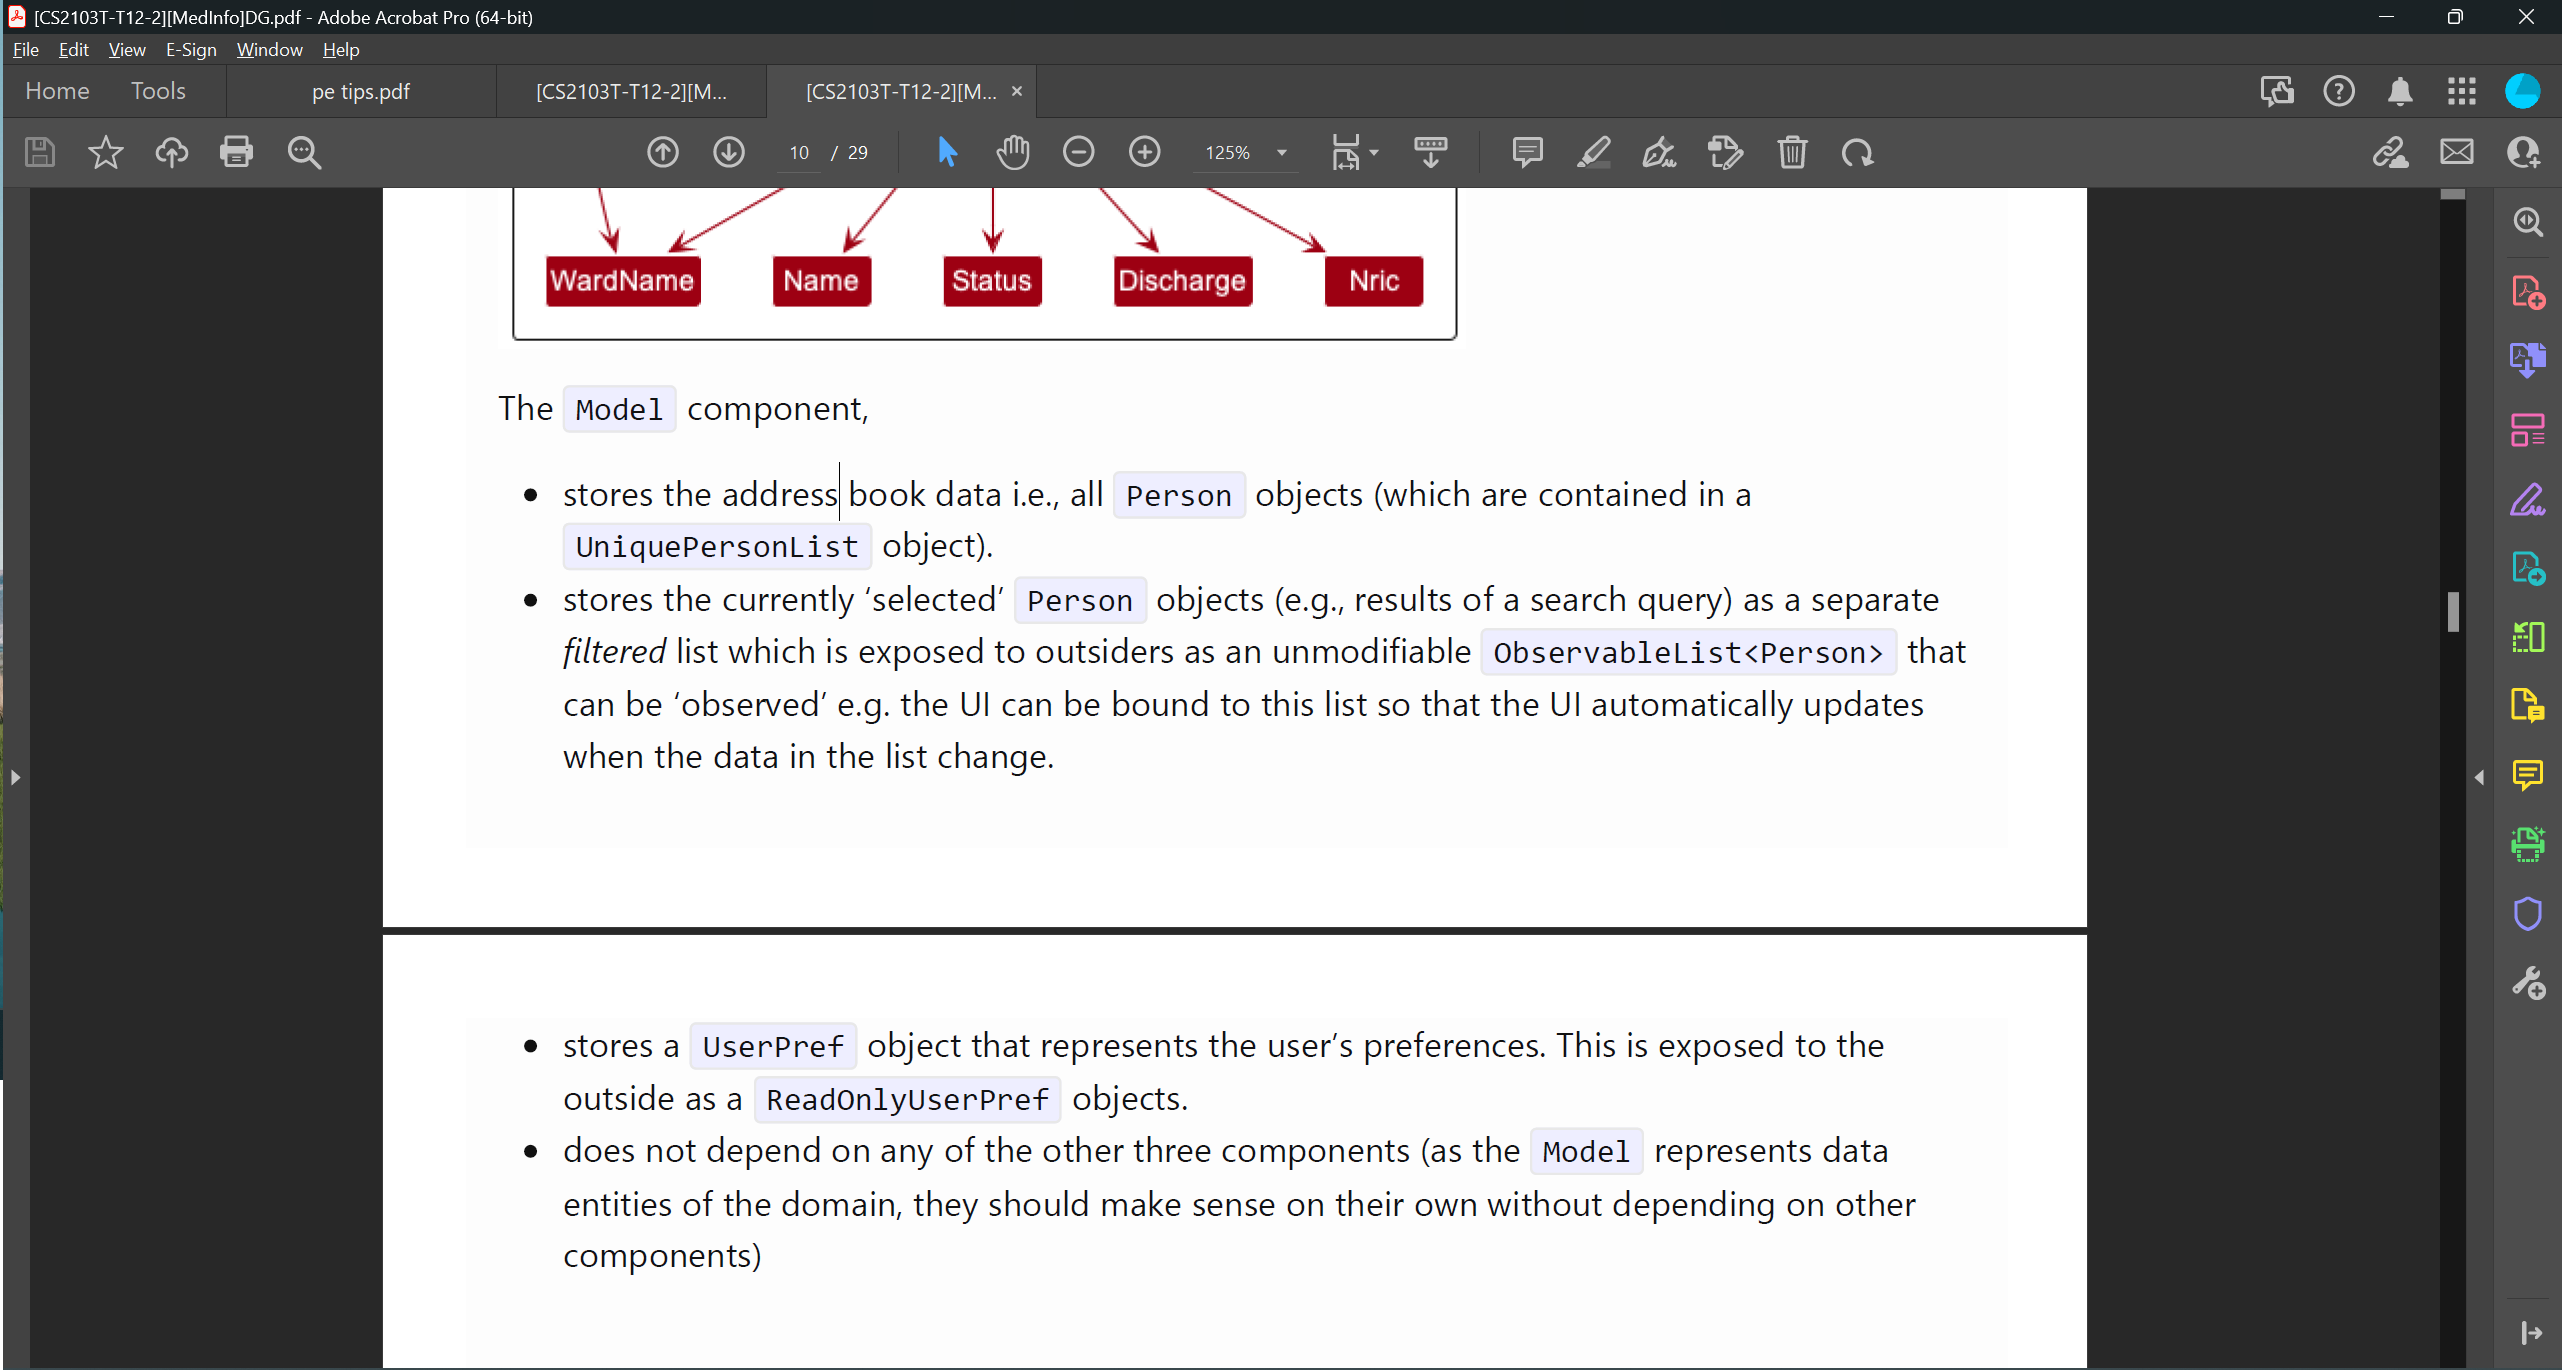 [CS2103T-T12-2][MedInfo]DG.pdf - Adobe Acrobat Pro (64-bit)
File Edit View E-Sign Window Help
Home Tools pe tips.pdf [CS2103T-T12-2][M... [CS2103T-T12-2][M... ×
10 / 29 125%
WardName Name Status Discharge Nric
The Model component,
• stores the address book data i.e., all Person objects (which are contained in a
UniquePersonList object).
• stores the currently ‘selected’ Person objects (e.g., results of a search query) as a separate
filtered list which is exposed to outsiders as an unmodifiable ObservableList<Person> that
can be ‘observed’ e.g. the UI can be bound to this list so that the UI automatically updates
when the data in the list change.
• stores a UserPref object that represents the user’s preferences. This is exposed to the
outside as a ReadOnlyUserPref objects.
• does not depend on any of the other three components (as the Model represents data
entities of the domain, they should make sense on their own without depending on other
components)